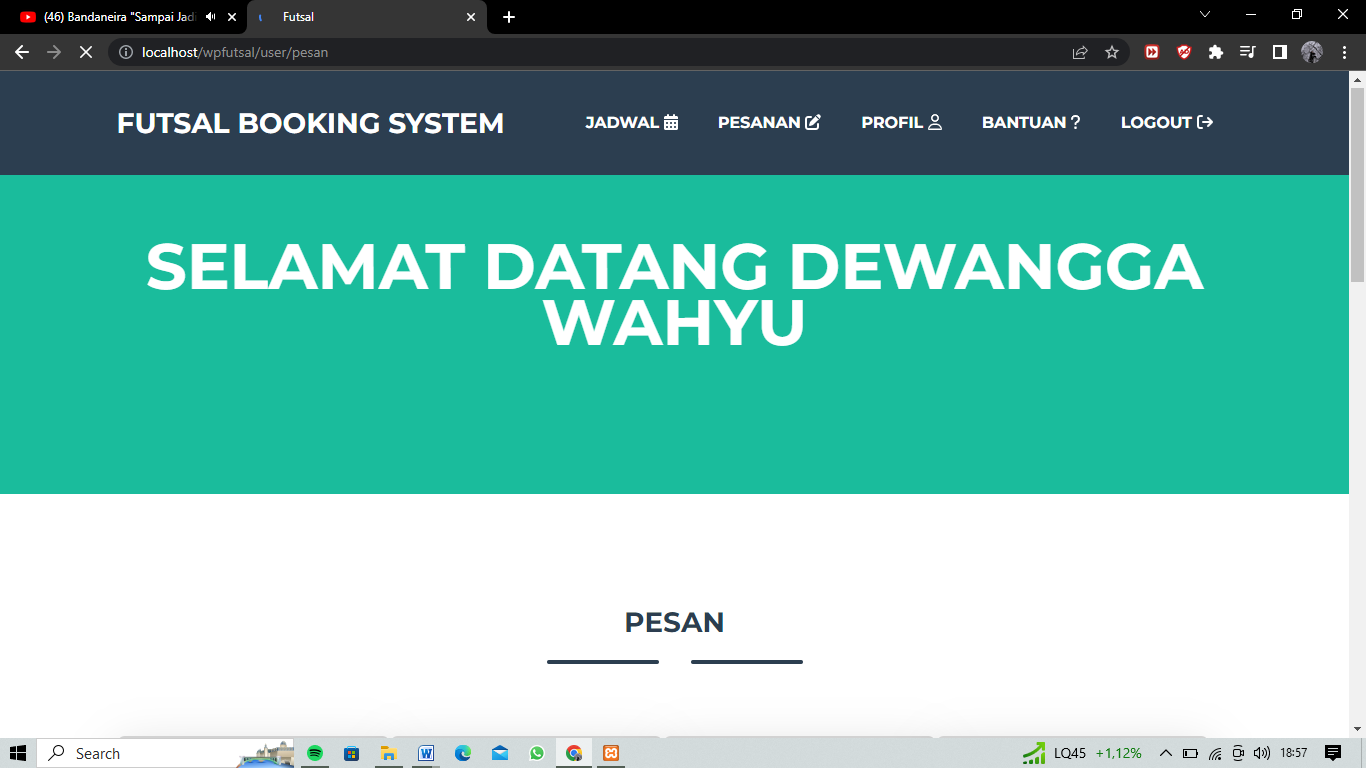 (46) Bandaneira "Sampai Jad
Futsal
localhost/wpfutsal/user/pesan
FUTSAL BOOKING SYSTEM
JADWAL
PESANAN
PROFIL
BANTUAN ?
LOGOUT
SELAMAT DATANG DEWANGGA
WAHYU
PESAN
Search
LQ45 +1,12%
18:57